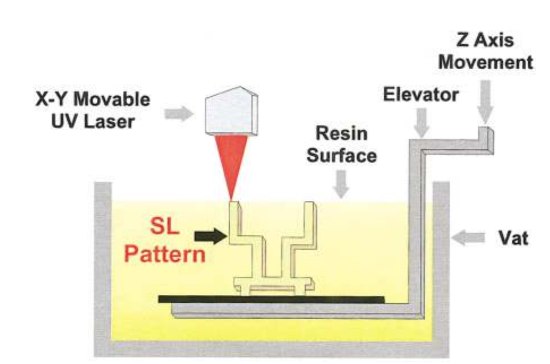 Z Axis
Movement
X-Y Movable
UV Laser
Elevator
Resin
Surface
SL
Pattern
Vat